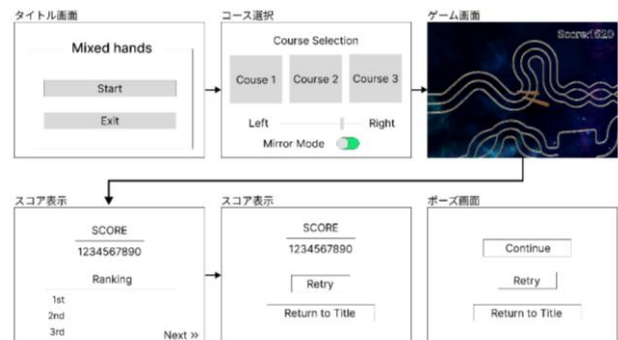 タイトル画面
Mixed hands
Start
Exit
コース選択
Course Selection
Couse 1
Course 2
Course 3
Left
Right
Mirror Mode
ゲーム画面
Score:1520
スコア表示
SCORE
1234567890
Ranking
1st
2nd
3rd
Next »
スコア表示
SCORE
1234567890
Retry
Return to Title
ポーズ画面
Continue
Retry
Return to Title